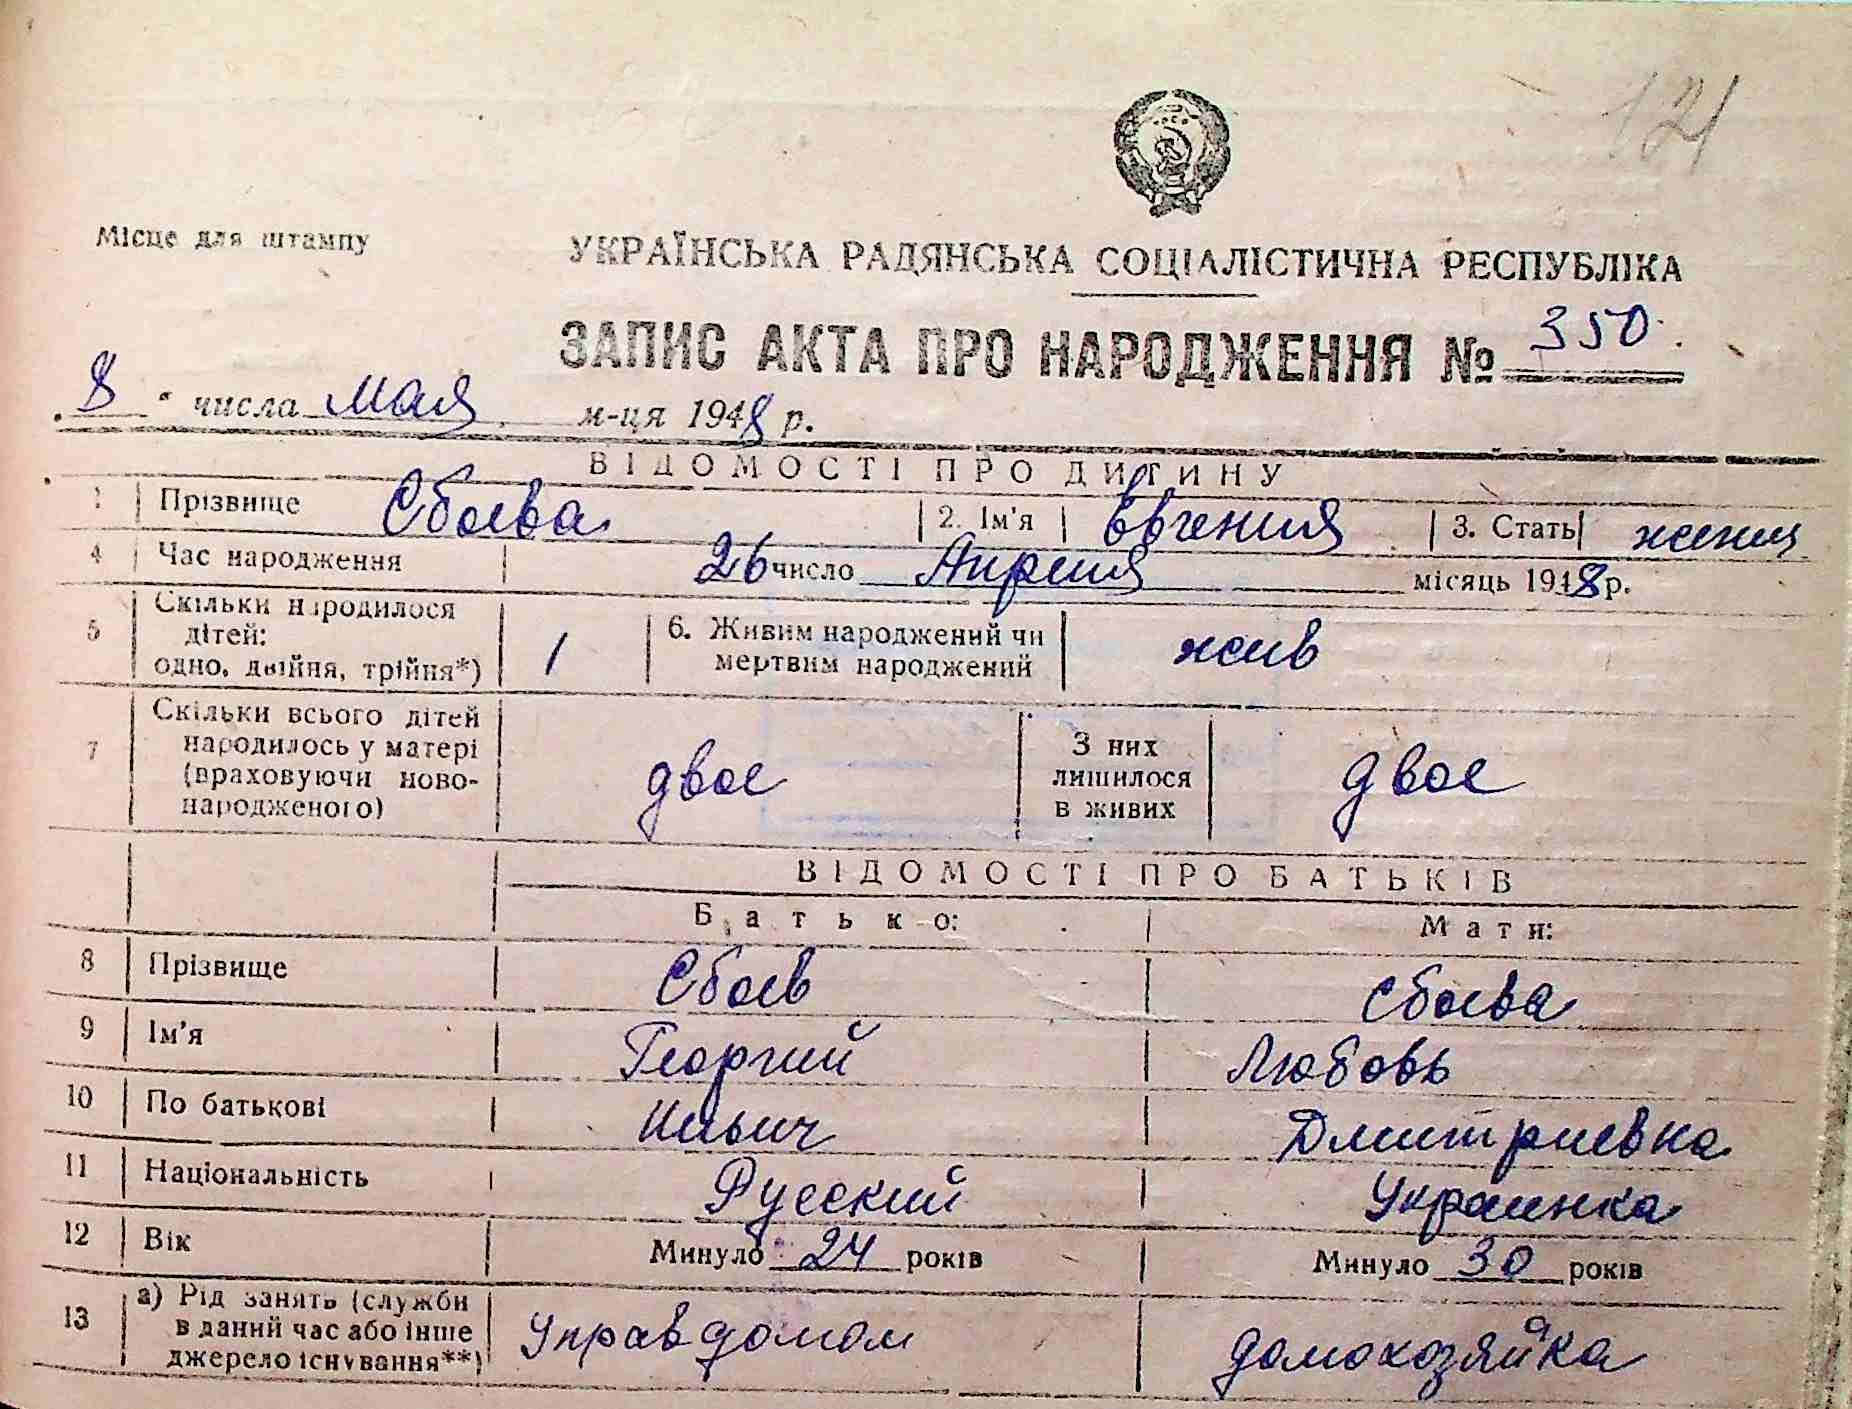 121
Місце для штампу
УКРАЇНСЬКА РАДЯНСЬКА СОЦІАЛІСТИЧНА РЕСПУБЛІКА
ЗАПИС АКТА ПРО НАРОДЖЕННЯ № 350
„8“ числа мая м-ця 1948 р.
ВІДОМОСТІ ПРО ДИТИНУ
1 Прізвище Сбоева 2. Ім'я Евгения 3. Стать женщ
4 Час народження 26 число Апреля місяць 1948 р.
5 Скільки народилося
дітей:
одно, двійня, трійня*) 1
6. Живим народжений чи
мертвим народжений жив
7 Скільки всього дітей
народилось у матері
(враховуючи ново-
народженого) двое
З них
лишилося
в живих двое
ВІДОМОСТІ ПРО БАТЬКІВ
Батько: Мати:
8 Прізвище Сбоев Сбоева
9 Ім'я Георгий Любовь
10 По батькові Ильич Дмитриевна
11 Національність Русский Украинка
12 Вік Минуло 24 років Минуло 30 років
13 а) Рід занять (служби
в даний час або інше
джерело існування**) Управдомом домохозяйка